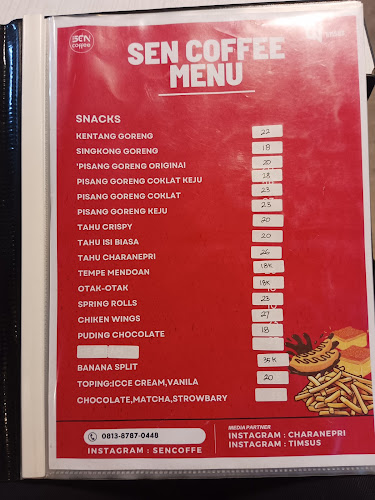 SEN
coffee
SEN COFFEE
MENU
SNACKS
KENTANG GORENG 22
SINGKONG GORENG 18
'PISANG GORENG ORIGINAI 20
PISANG GORENG COKLAT KEJU
PISANG GORENG COKLAT 23
PISANG GORENG KEJU 23
TAHU CRISPY 20
TAHU ISI BIASA 20
TAHU CHARANEPRI 26
TEMPE MENDOAN 18K
OTAK-OTAK 18K
SPRING ROLLS 23
CHIKEN WINGS 27
PUDING CHOCOLATE 18
BANANA SPLIT 35K
TOPING:ICCE CREAM,VANILA 20
CHOCOLATE,MATCHA,STROWBARY
0813-8787-0448
INSTAGRAM : SENCOFFE
MEDIA PARTNER
INSTAGRAM : CHARANEPRI
INSTAGRAM : TIMSUS